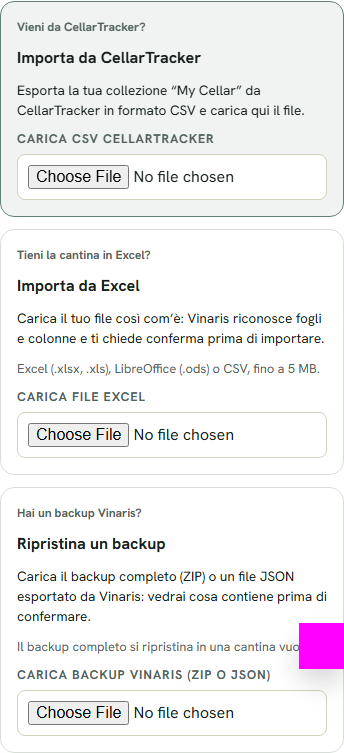 Vieni da CellarTracker?
Importa da CellarTracker
Esporta la tua collezione “My Cellar” da
CellarTracker in formato CSV e carica qui il file.
CARICA CSV CELLARTRACKER
Choose File No file chosen
Tieni la cantina in Excel?
Importa da Excel
Carica il tuo file così com’è: Vinaris riconosce fogli
e colonne e ti chiede conferma prima di importare.
Excel (.xlsx, .xls), LibreOffice (.ods) o CSV, fino a 5 MB.
CARICA FILE EXCEL
Choose File No file chosen
Hai un backup Vinaris?
Ripristina un backup
Carica il backup completo (ZIP) o un file JSON
esportato da Vinaris: vedrai cosa contiene prima di
confermare.
Il backup completo si ripristina in una cantina
CARICA BACKUP VINARIS (ZIP O JSON)
Choose File No file chosen